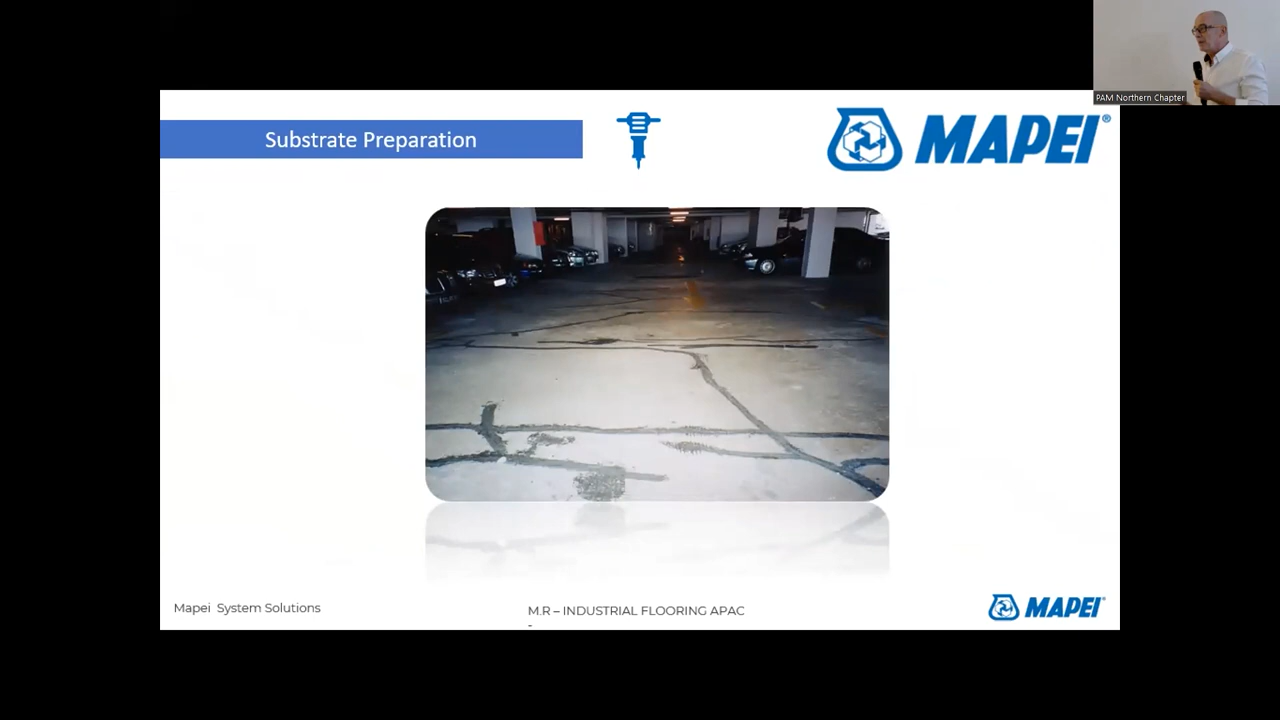 PAM Northern Chapter
Substrate Preparation
MAPEI®
Mapei System Solutions
M.R – INDUSTRIAL FLOORING APAC
-
MAPEI®